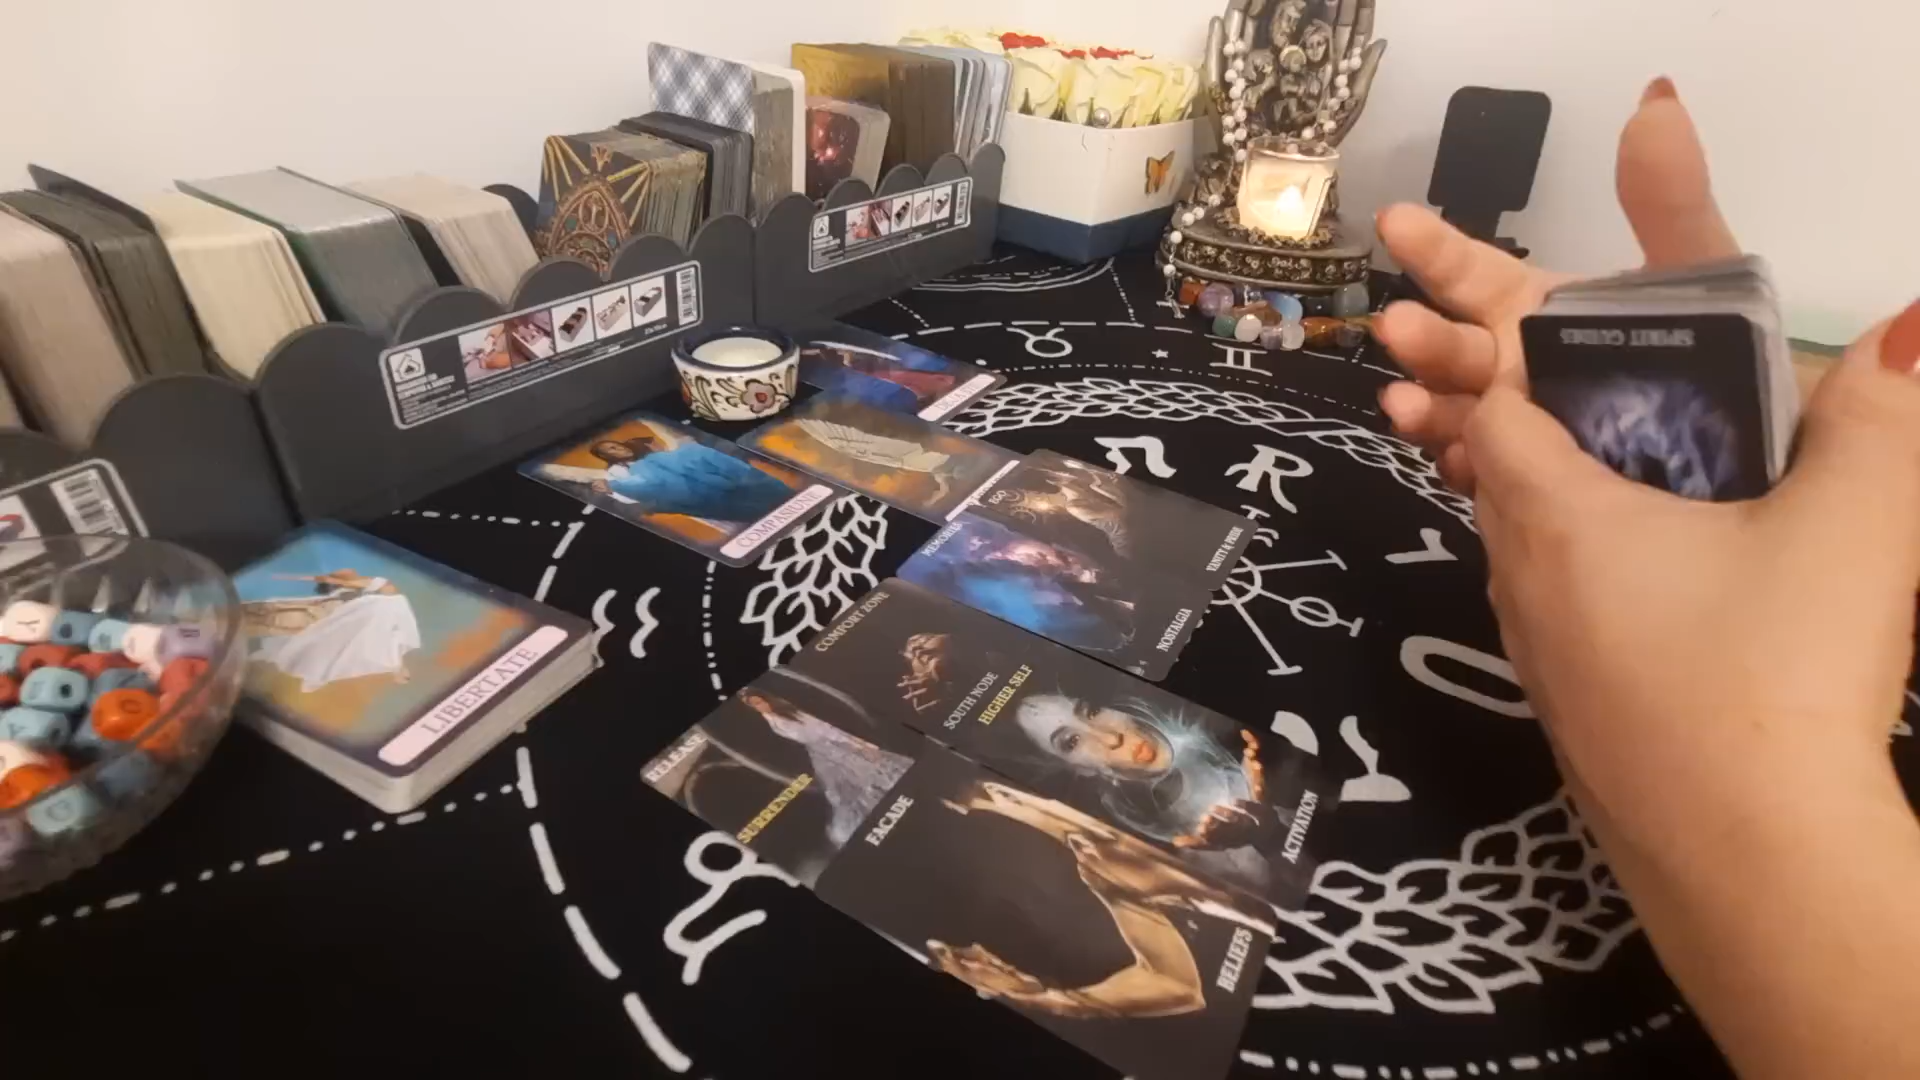 SPIRIT GUIDES
COMPASIUNE
EGO
MEMORIES
VANITY & PRIDE
NOSTALGIA
COMFORT ZONE
SOUTH NODE
HIGHER SELF
LIBERTATE
RELEASE
SURRENDER
FACADE
ACTIVATION
BELIEFS